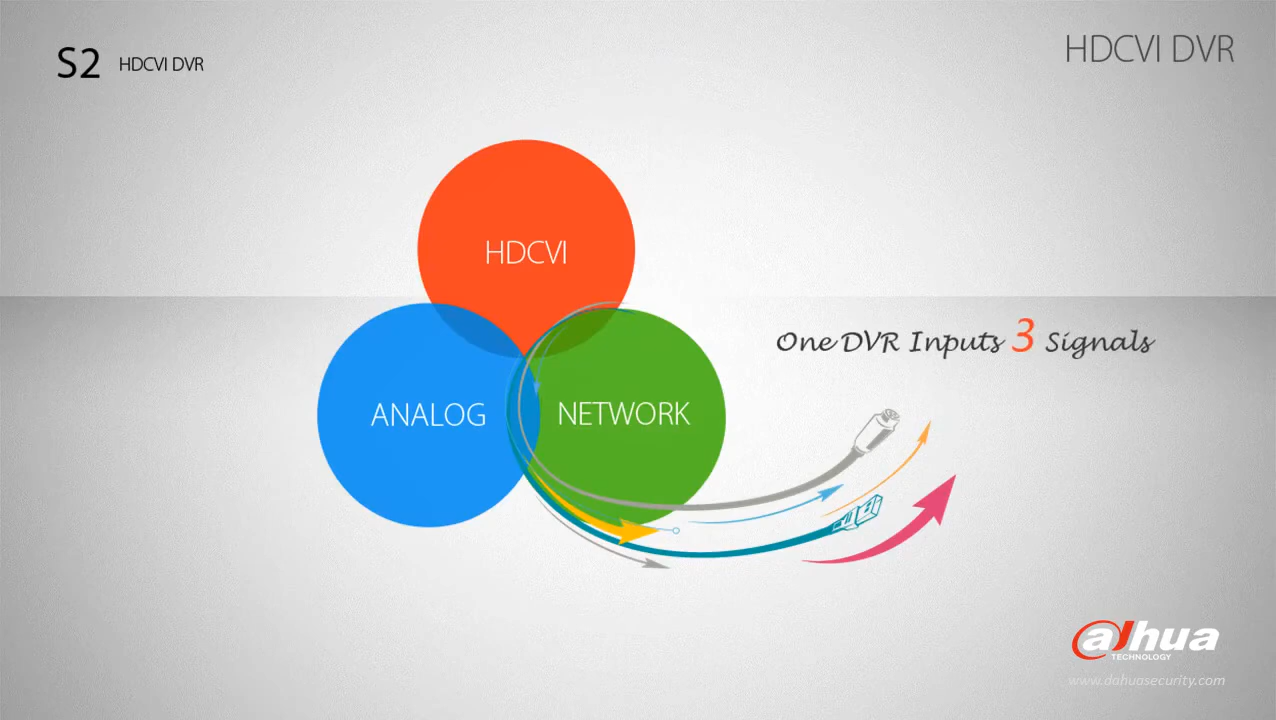 S2 HDCVI DVR
HDCVI DVR
HDCVI
One DVR Inputs 3 Signals
ANALOG
NETWORK
alhua
TECHNOLOGY
www.dahuasecurity.com